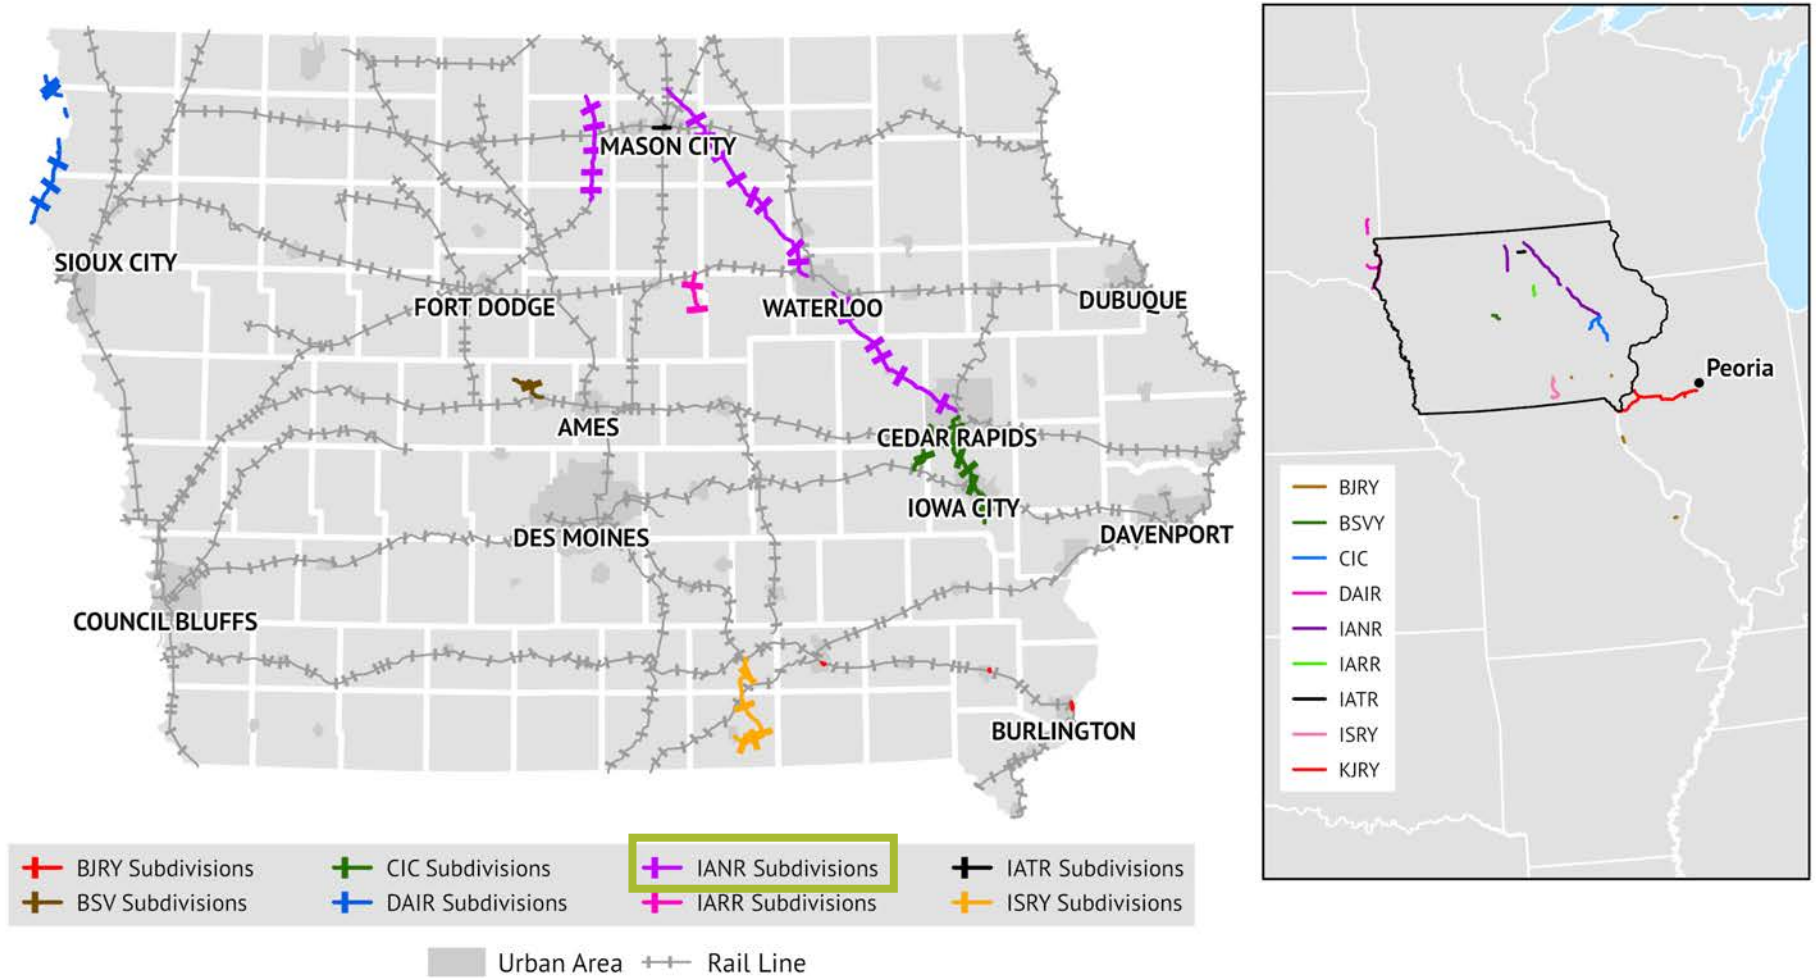 MASON CITY
SIOUX CITY
FORT DODGE
WATERLOO
DUBUQUE
AMES
CEDAR RAPIDS
IOWA CITY
DES MOINES
DAVENPORT
COUNCIL BLUFFS
BURLINGTON
BJRY Subdivisions
CIC Subdivisions
IANR Subdivisions
IATR Subdivisions
BSV Subdivisions
DAIR Subdivisions
IARR Subdivisions
ISRY Subdivisions
Urban Area
Rail Line
Peoria
BJRY
BSVY
CIC
DAIR
IANR
IARR
IATR
ISRY
KJRY